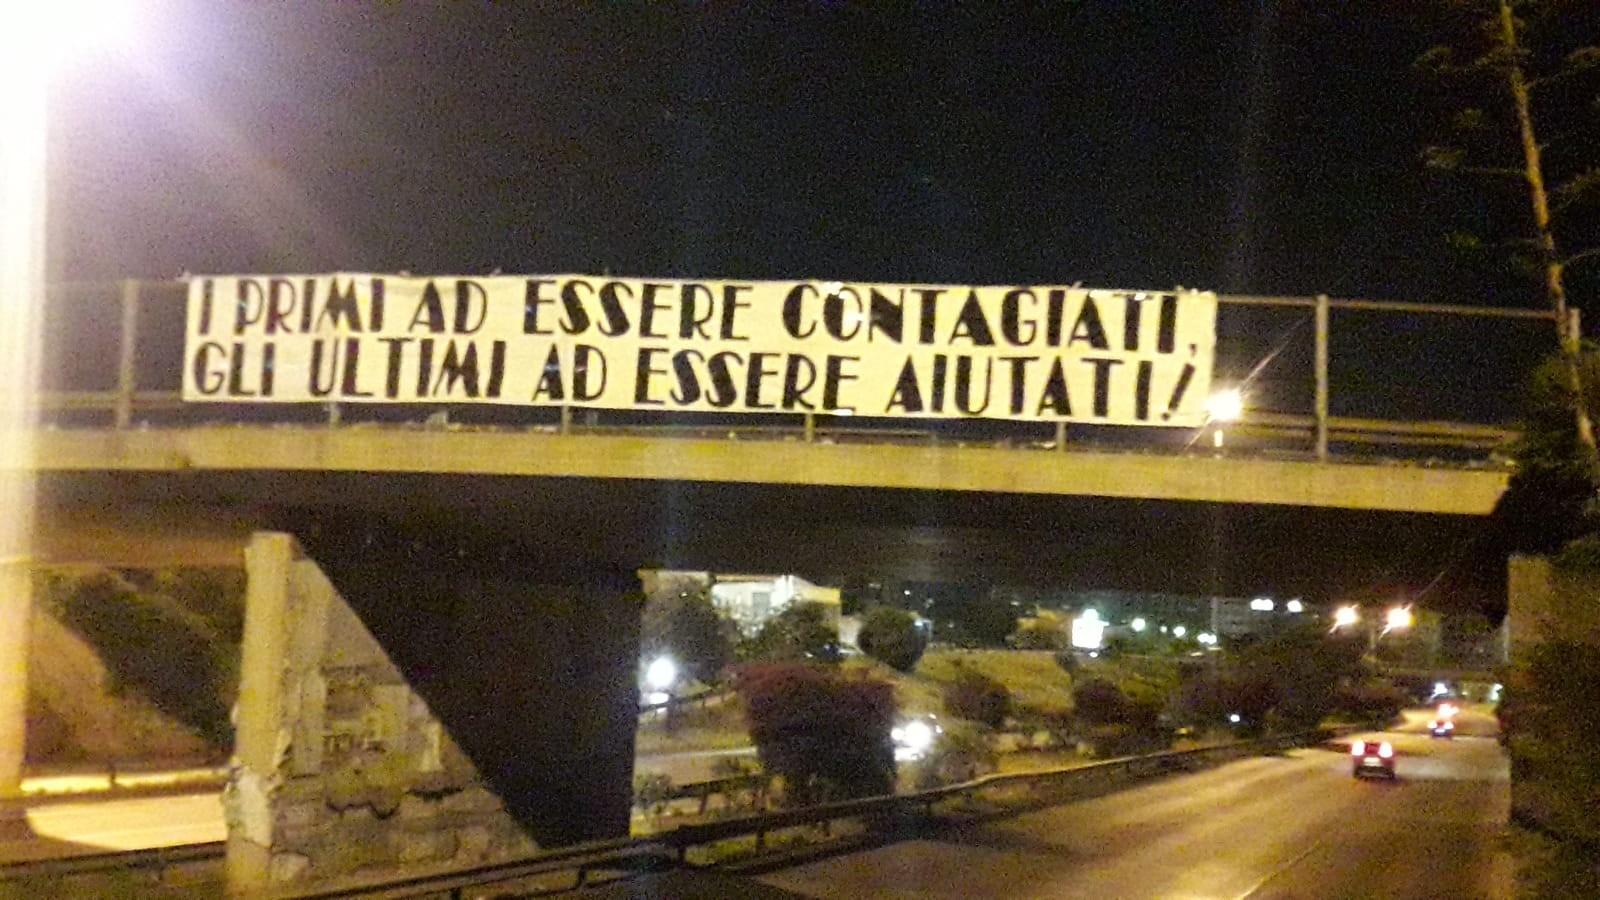 I PRIMI AD ESSERE CONTAGIATI,
GLI ULTIMI AD ESSERE AIUTATI!